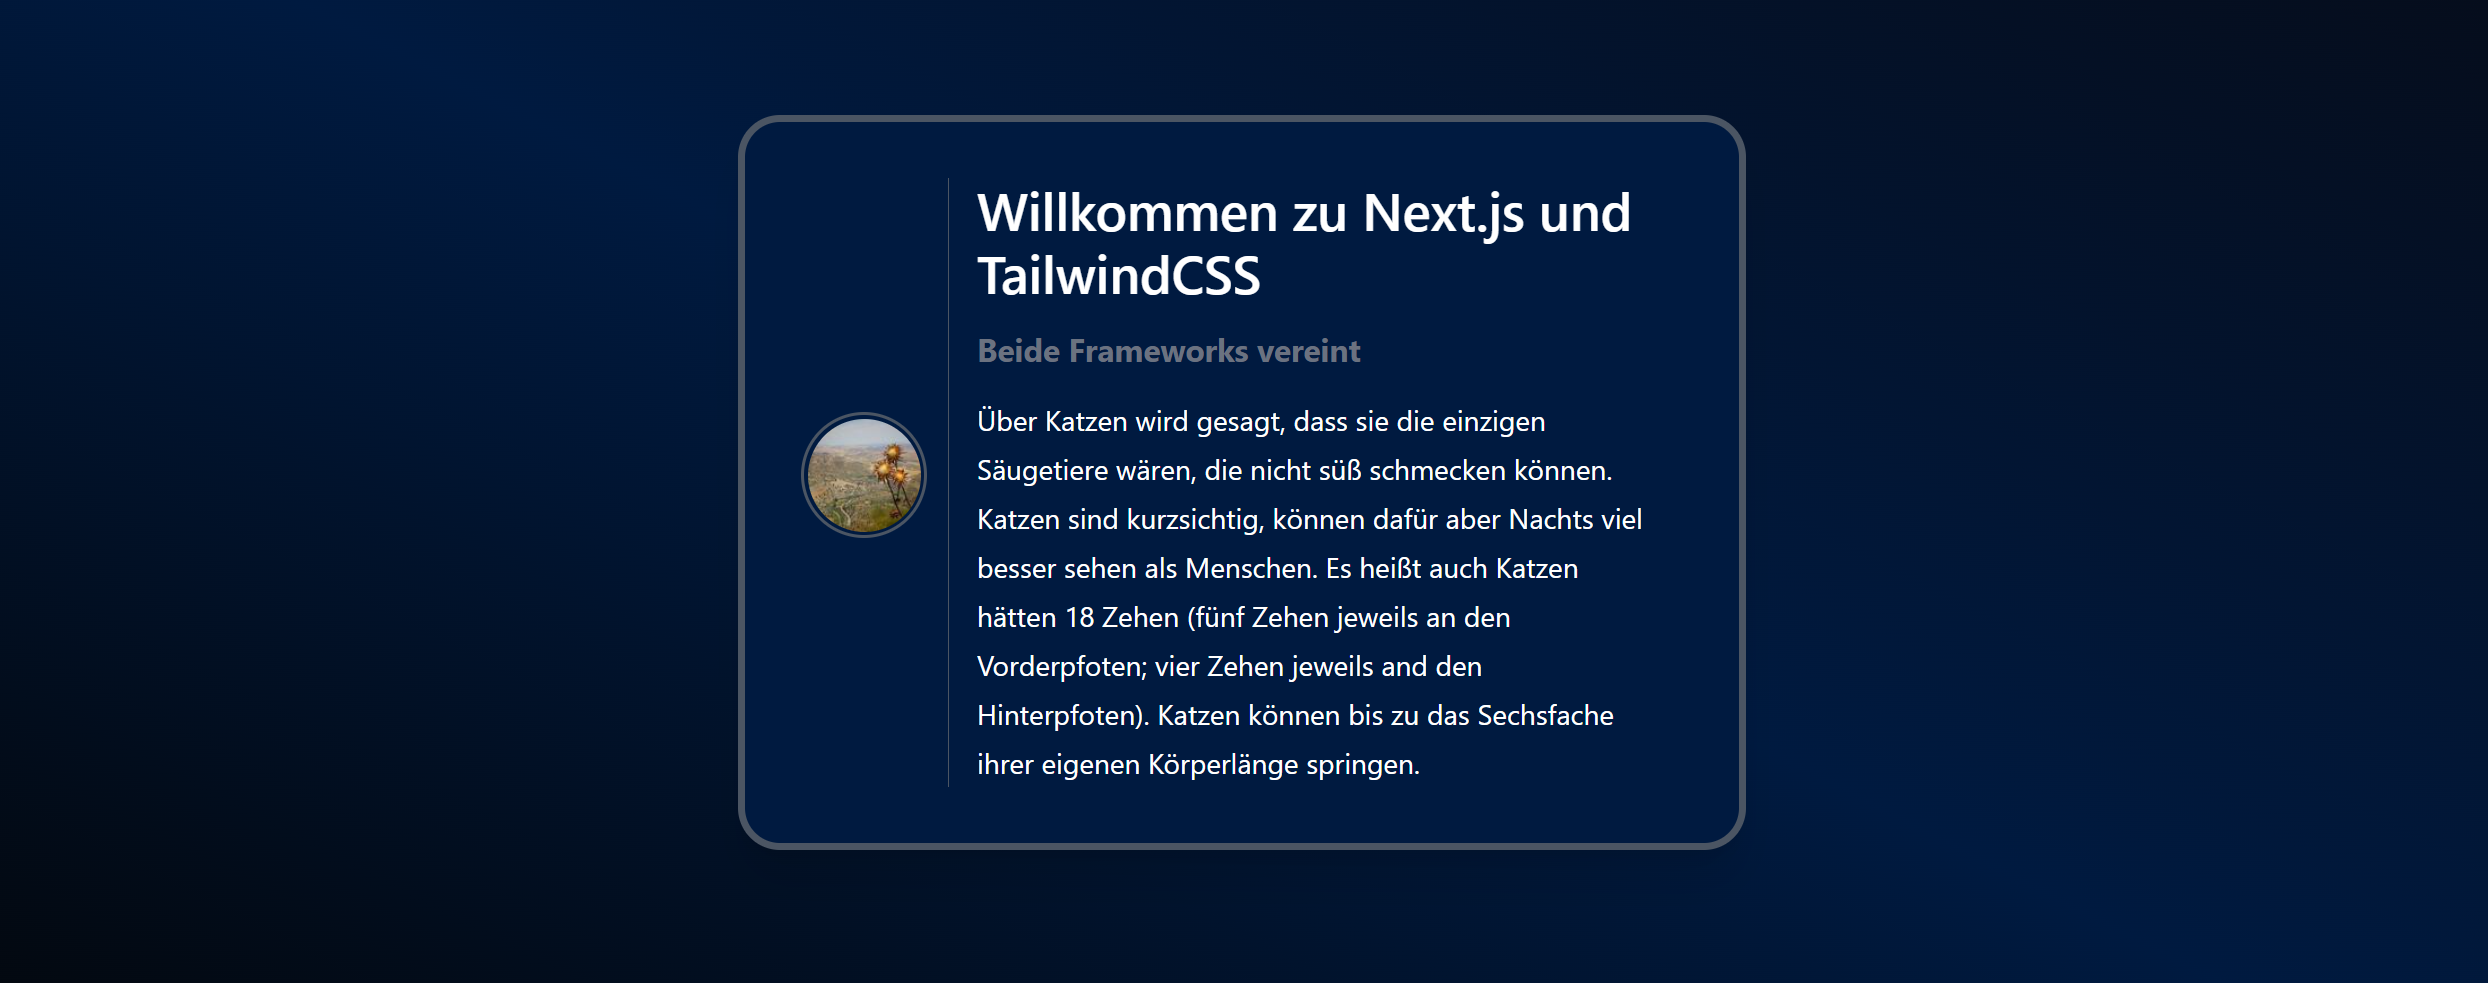 Willkommen zu Next.js und
TailwindCSS
Beide Frameworks vereint
Über Katzen wird gesagt, dass sie die einzigen
Säugetiere wären, die nicht süß schmecken können.
Katzen sind kurzsichtig, können dafür aber Nachts viel
besser sehen als Menschen. Es heißt auch Katzen
hätten 18 Zehen (fünf Zehen jeweils an den
Vorderpfoten; vier Zehen jeweils and den
Hinterpfoten). Katzen können bis zu das Sechsfache
ihrer eigenen Körperlänge springen.